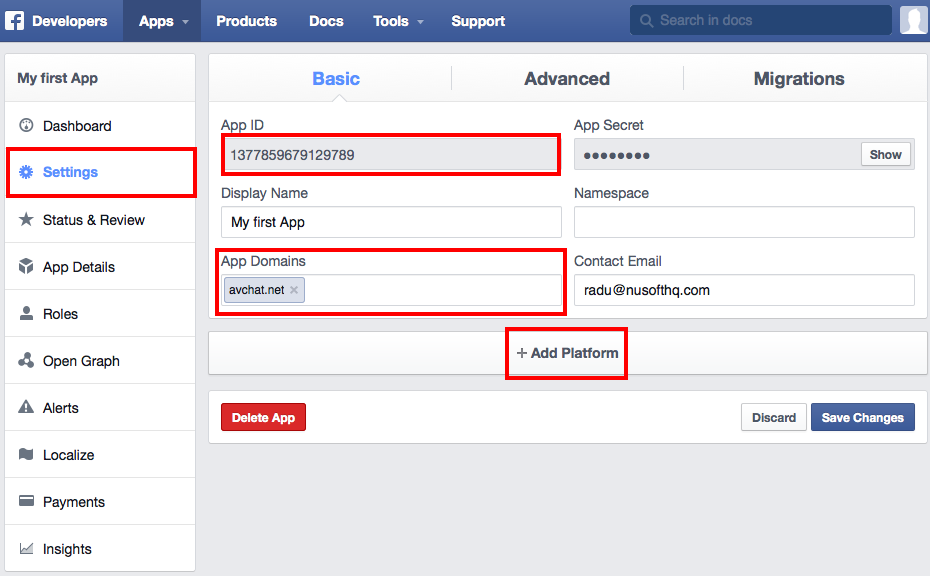 Developers Apps Products Docs Tools Support Search in docs
My first App
Dashboard
Settings
Status & Review
App Details
Roles
Open Graph
Alerts
Localize
Payments
Insights
Basic Advanced Migrations
App ID App Secret
1377859679129789 ●●●●●●●● Show
Display Name Namespace
My first App
App Domains Contact Email
avchat.net × radu@nusofthq.com
+ Add Platform
Delete App Discard Save Changes